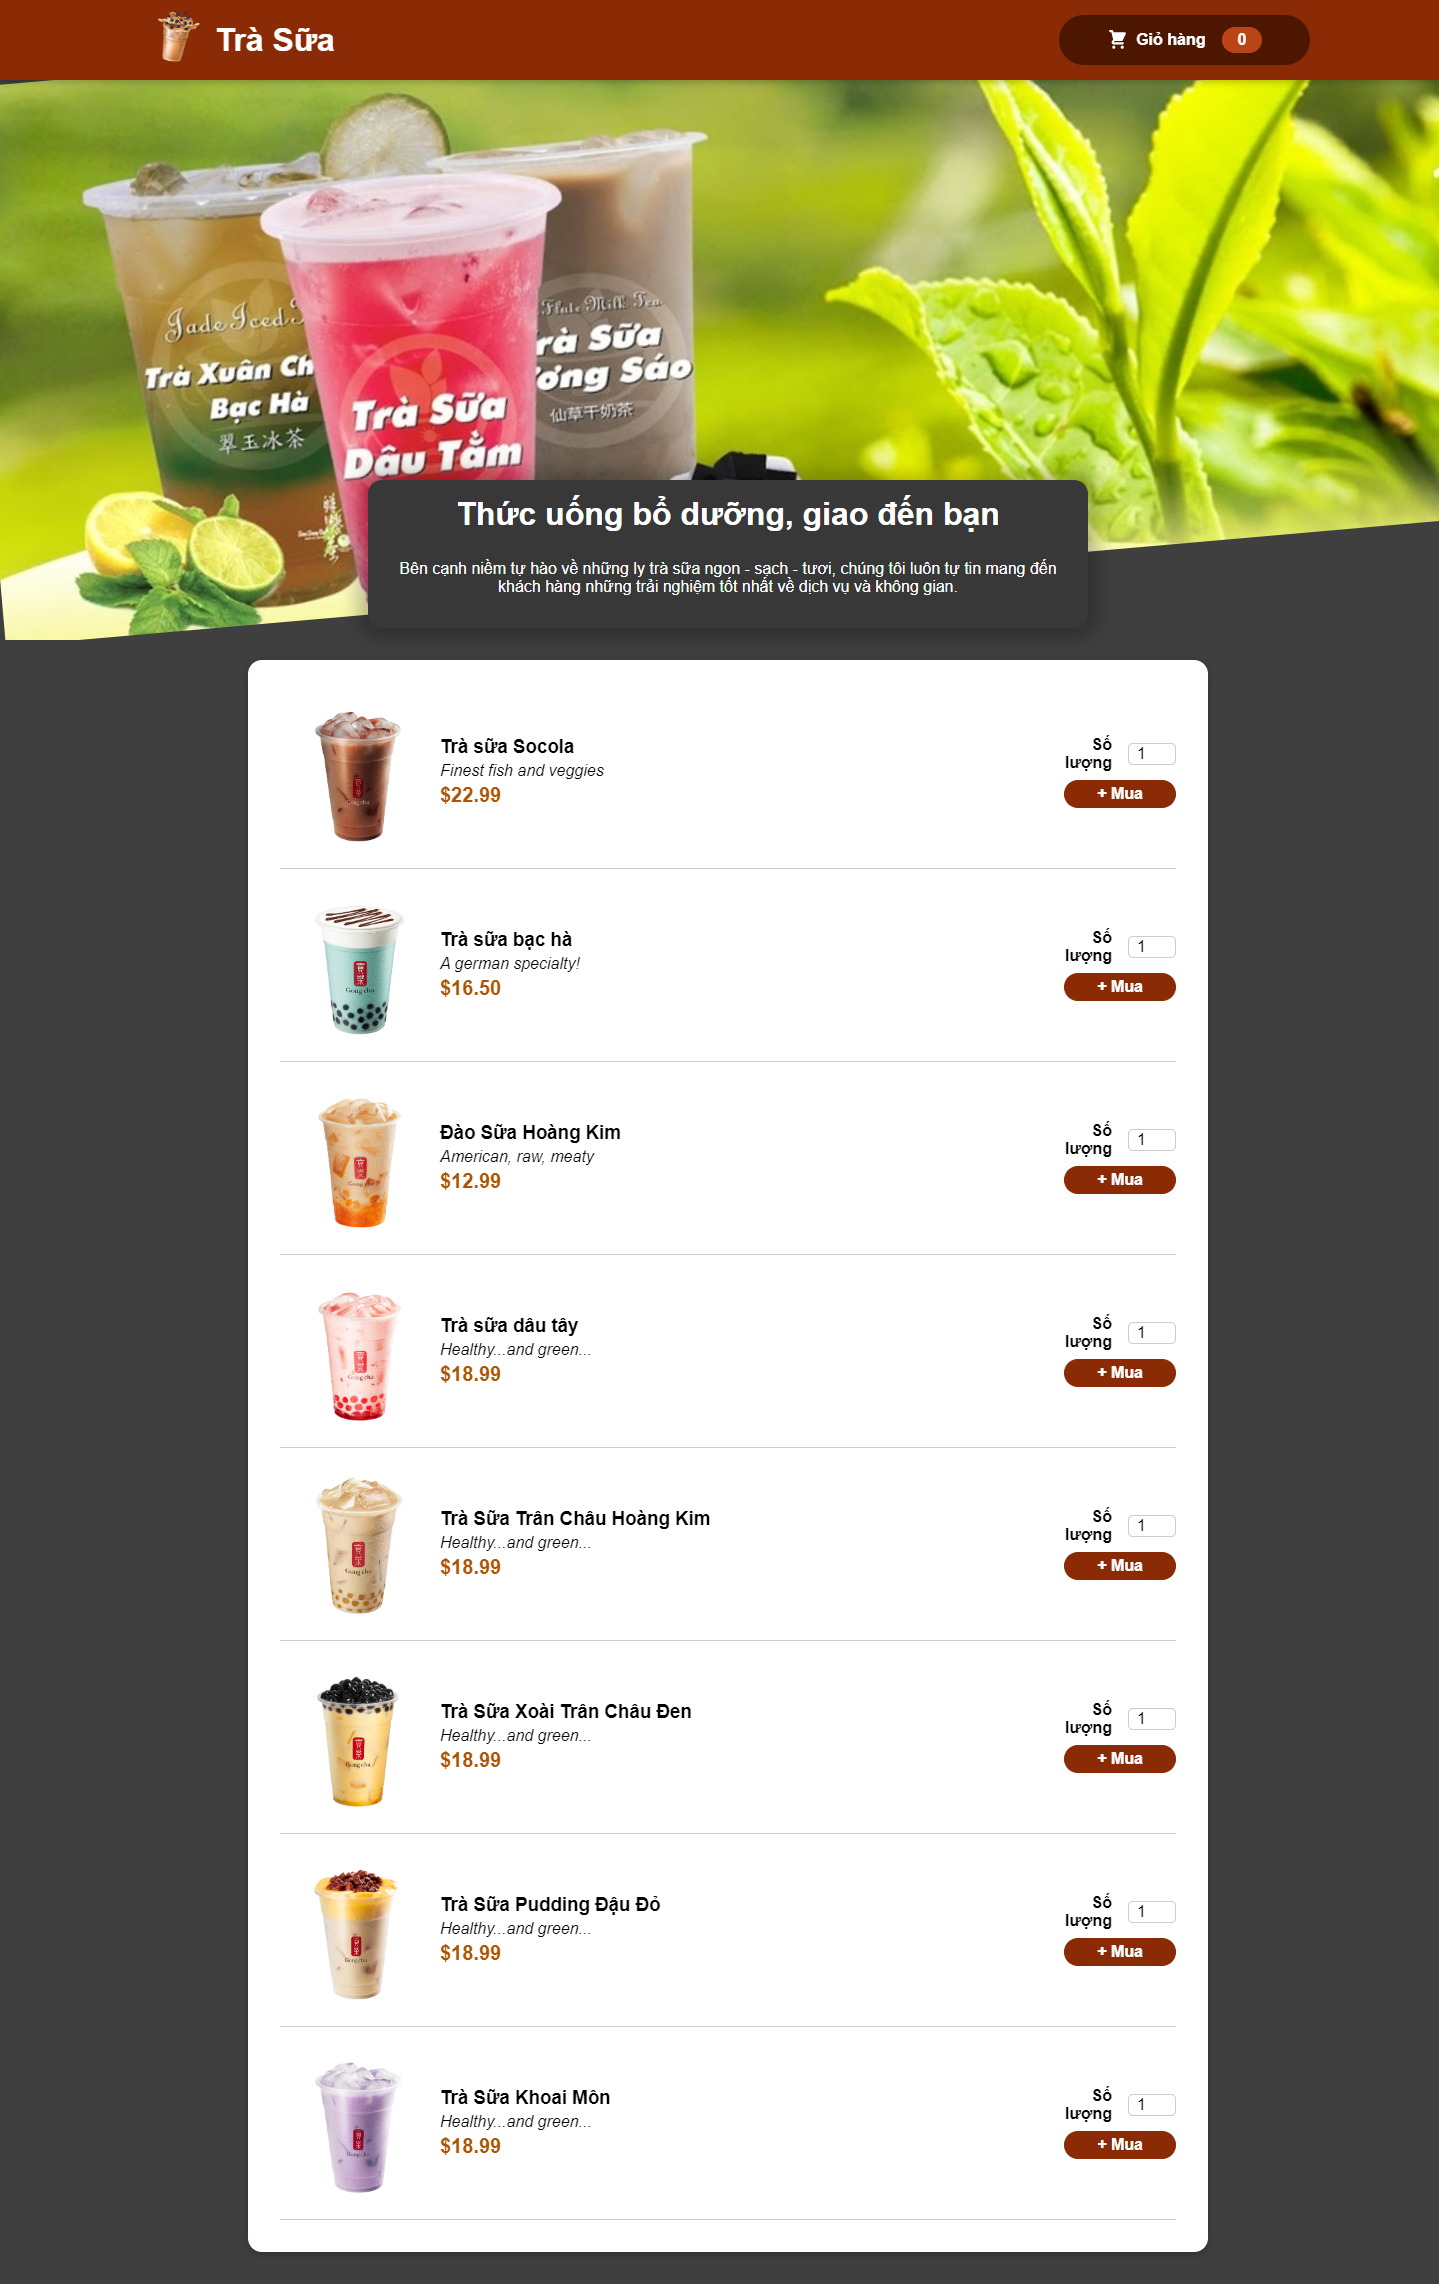 Trà Sữa
Giỏ hàng 0
Jade Iced
Flute Milk Tea
Trà Xuân Ch
Bạc Hà
翠玉冰茶
rà Sữa
ơng Sáo
仙草干奶茶
Trà Sữa
Dâu Tằm
Thức uống bổ dưỡng, giao đến bạn
Bên cạnh niềm tự hào về những ly trà sữa ngon - sạch - tươi, chúng tôi luôn tự tin mang đến
khách hàng những trải nghiệm tốt nhất về dịch vụ và không gian.
Trà sữa Socola
Finest fish and veggies
$22.99
Số
lượng
1
+ Mua
Trà sữa bạc hà
A german specialty!
$16.50
Số
lượng
1
+ Mua
Đào Sữa Hoàng Kim
American, raw, meaty
$12.99
Số
lượng
1
+ Mua
Trà sữa dâu tây
Healthy...and green...
$18.99
Số
lượng
1
+ Mua
Trà Sữa Trân Châu Hoàng Kim
Healthy...and green...
$18.99
Số
lượng
1
+ Mua
Trà Sữa Xoài Trân Châu Đen
Healthy...and green...
$18.99
Số
lượng
1
+ Mua
Trà Sữa Pudding Đậu Đỏ
Healthy...and green...
$18.99
Số
lượng
1
+ Mua
Trà Sữa Khoai Môn
Healthy...and green...
$18.99
Số
lượng
1
+ Mua